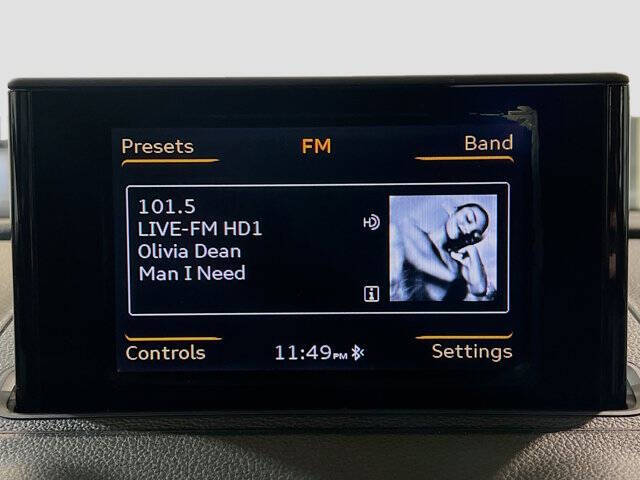 Presets FM Band
101.5
LIVE-FM HD1
Olivia Dean
Man I Need
Controls 11:49PM Settings